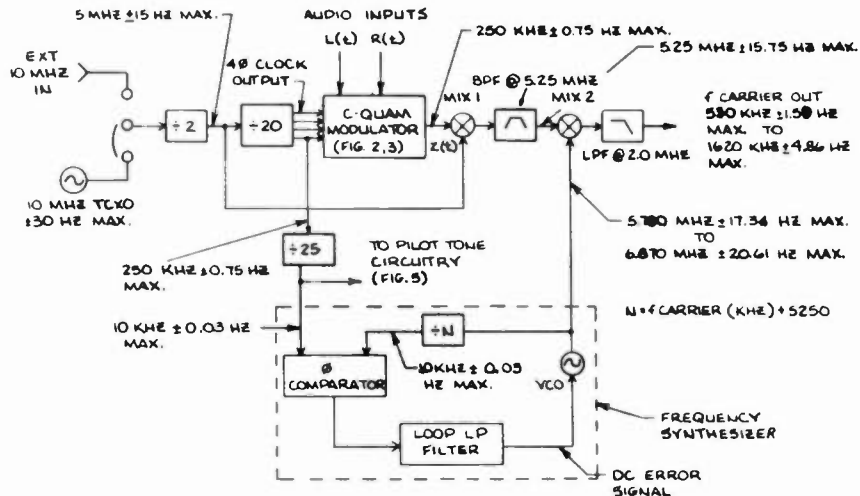 5 MHZ ±15 HZ MAX.
AUDIO INPUTS
L(t) R(t)
250 KHZ ± 0.75 HZ
MAX.
5.25 MHZ ± 15.75 HZ MAX.
EXT
10 MHZ
IN
4Ø CLOCK
OUTPUT
MIX 1
BPF @ 5.25 MHZ
MIX 2
÷2
÷20
C-QUAM
MODULATOR
(FIG. 2,3)
Z(t)
f CARRIER OUT
530 KHZ ± 1.59 HZ
MAX. TO
1620 KHZ ± 4.86 HZ
MAX.
LPF @ 2.0 MHZ
10 MHZ TCXO
±30 HZ MAX.
÷25
250 KHZ ± 0.75 HZ
MAX.
TO PILOT TONE
CIRCUITRY
(FIG. 5)
5.780 MHZ ± 17.34 HZ MAX.
TO
6.870 MHZ ± 20.61 HZ MAX.
10 KHZ ± 0.03 HZ
MAX.
÷N
N = f CARRIER (KHZ) + 5250
Ø
COMPARATOR
10 KHZ ± 0.03
HZ MAX.
VCO
LOOP LP
FILTER
FREQUENCY
SYNTHESIZER
DC ERROR
SIGNAL